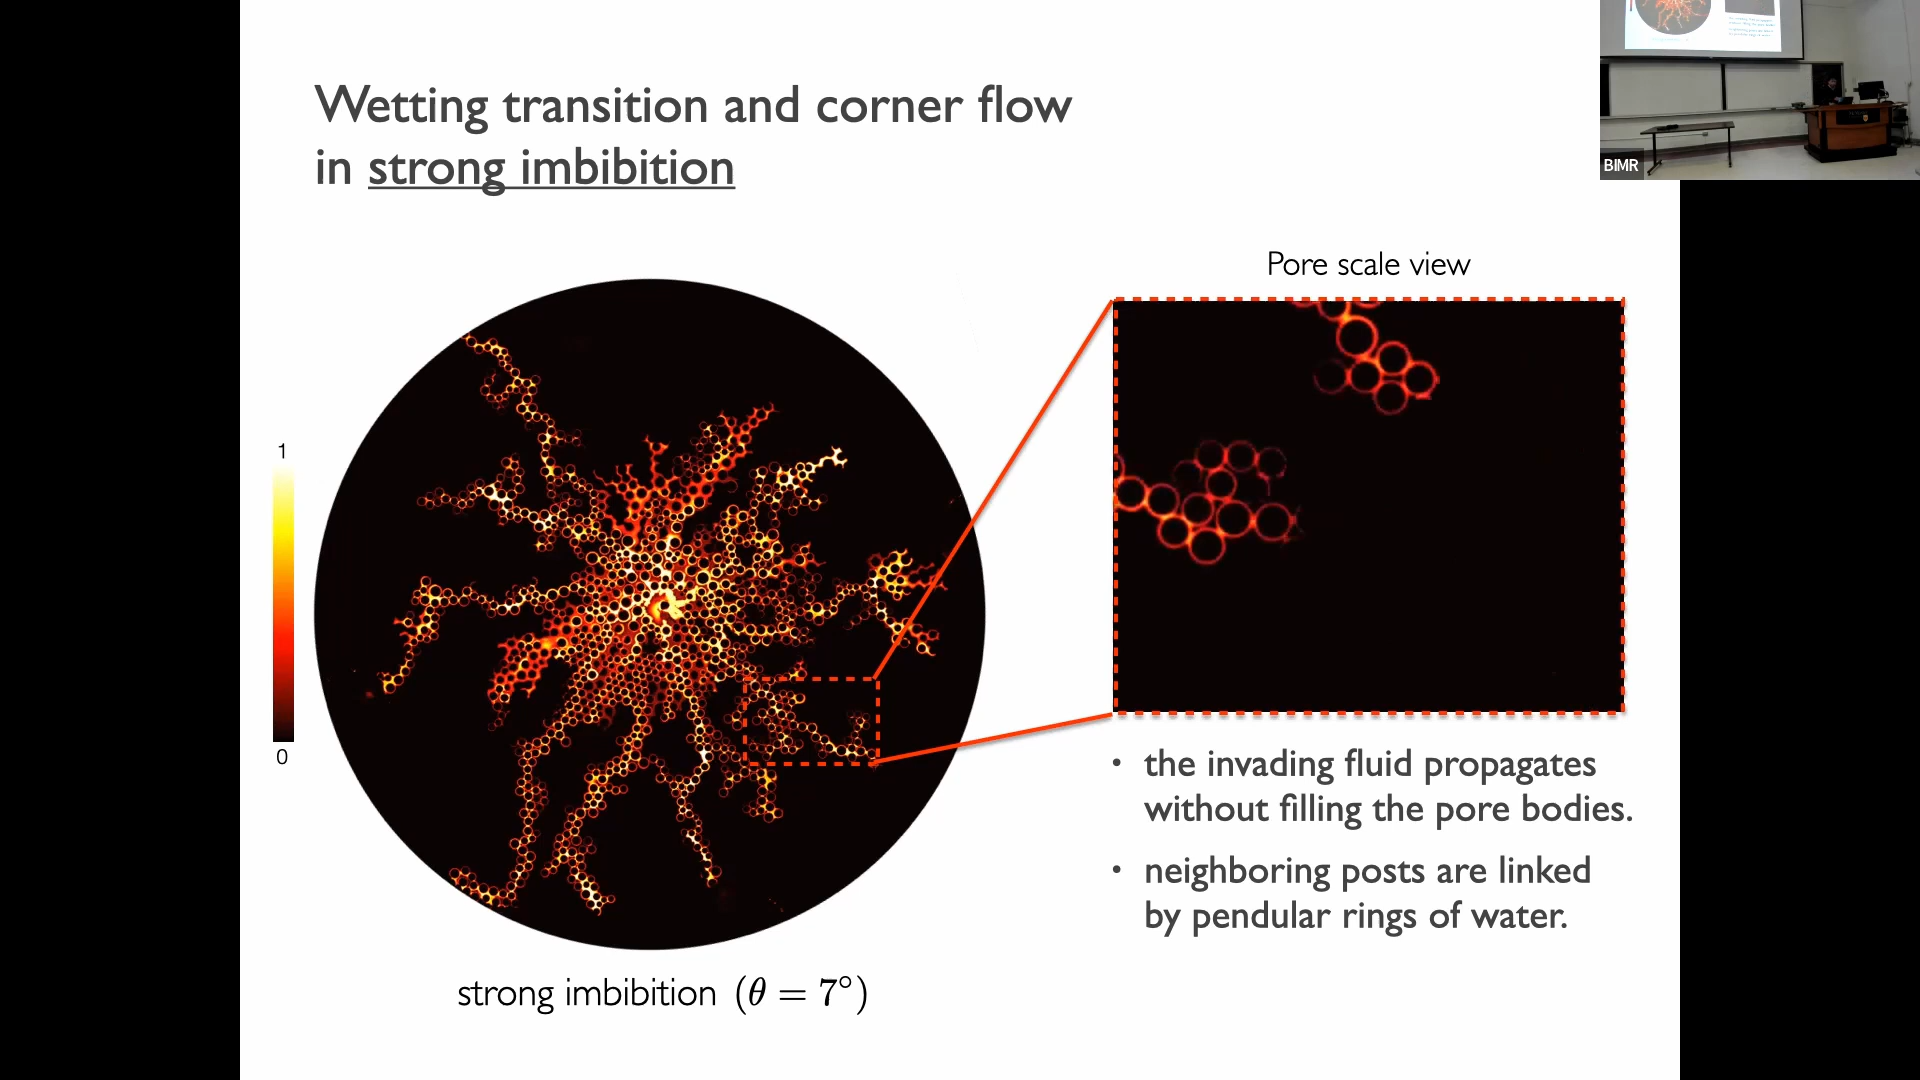 Wetting transition and corner flow
in strong imbibition
BIMR
Pore scale view
1
0
• the invading fluid propagates
without filling the pore bodies.
• neighboring posts are linked
by pendular rings of water.
strong imbibition (θ = 7°)